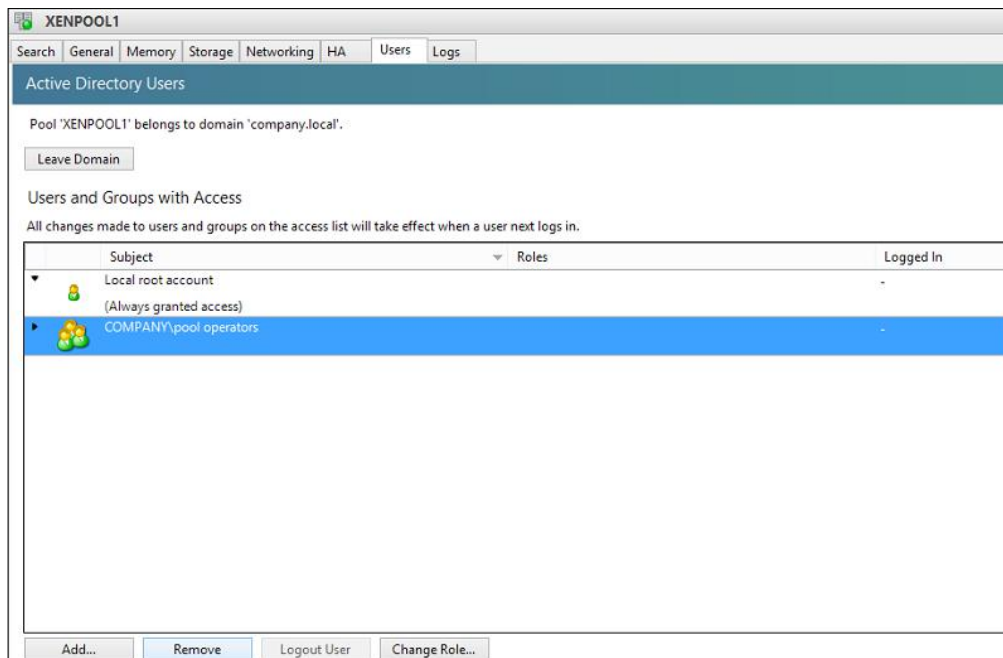 XENPOOL1
Search General Memory Storage Networking HA Users Logs
Active Directory Users
Pool 'XENPOOL1' belongs to domain 'company.local'.
Leave Domain
Users and Groups with Access
All changes made to users and groups on the access list will take effect when a user next logs in.
Subject Roles Logged In
Local root account -
(Always granted access)
COMPANY\pool operators -
Add... Remove Logout User Change Role...